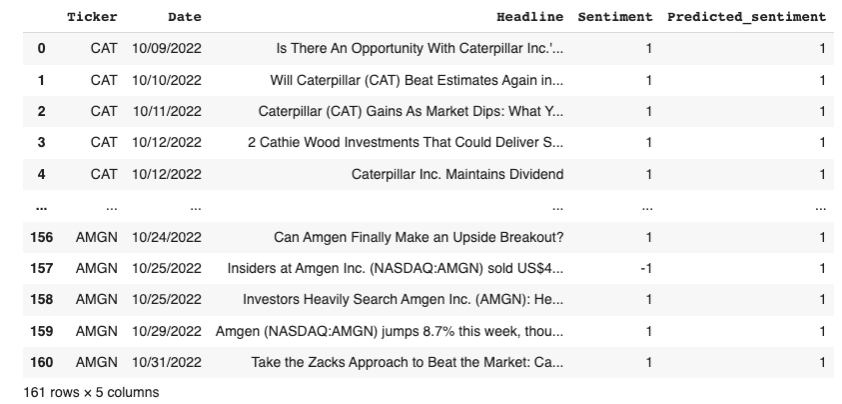 Ticker Date Headline Sentiment Predicted_sentiment
0 CAT 10/09/2022 Is There An Opportunity With Caterpillar Inc.'... 1 1
1 CAT 10/10/2022 Will Caterpillar (CAT) Beat Estimates Again in... 1 1
2 CAT 10/11/2022 Caterpillar (CAT) Gains As Market Dips: What Y... 1 1
3 CAT 10/12/2022 2 Cathie Wood Investments That Could Deliver S... 1 1
4 CAT 10/12/2022 Caterpillar Inc. Maintains Dividend 1 1
... ... ... ... ... ...
156 AMGN 10/24/2022 Can Amgen Finally Make an Upside Breakout? 1 1
157 AMGN 10/25/2022 Insiders at Amgen Inc. (NASDAQ:AMGN) sold US$4... -1 1
158 AMGN 10/25/2022 Investors Heavily Search Amgen Inc. (AMGN): He... 1 1
159 AMGN 10/29/2022 Amgen (NASDAQ:AMGN) jumps 8.7% this week, thou... 1 1
160 AMGN 10/31/2022 Take the Zacks Approach to Beat the Market: Ca... 1 1
161 rows × 5 columns